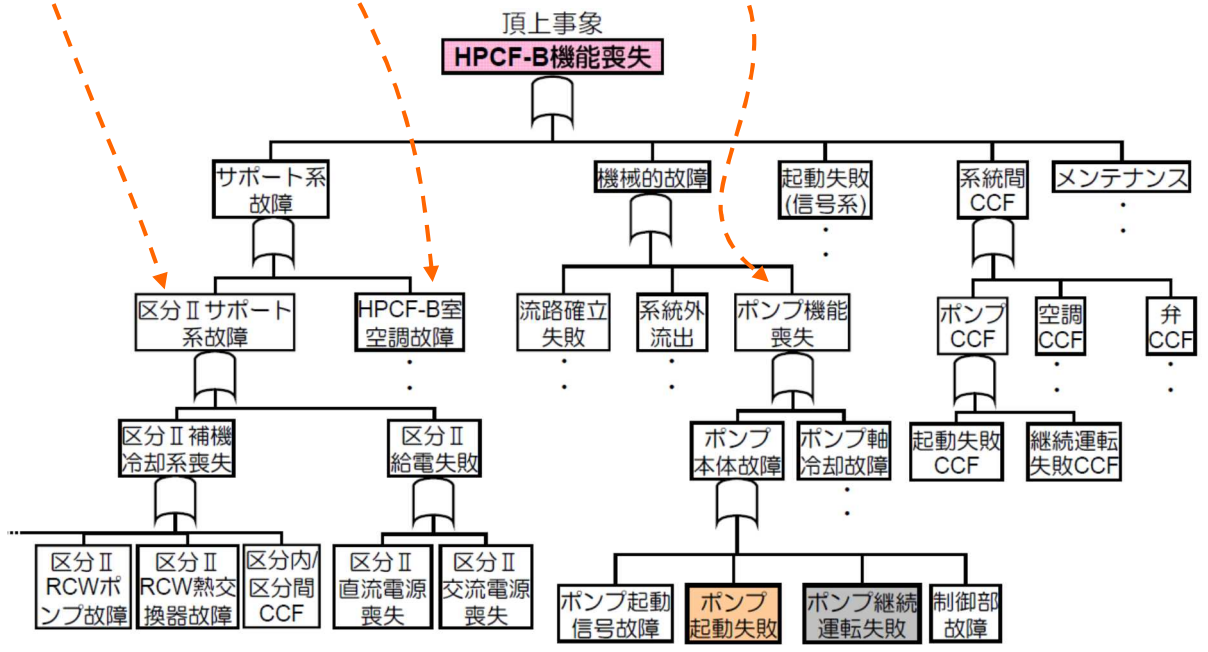 頂上事象
HPCF-B機能喪失
サポート系
故障
機械的故障
起動失敗
(信号系)
系統間
CCF
メンテナンス
区分Ⅱサポート
系故障
HPCF-B室
空調故障
流路確立
失敗
系統外
流出
ポンプ機能
喪失
ポンプ
CCF
空調
CCF
弁
CCF
区分Ⅱ補機
冷却系喪失
区分Ⅱ
給電失敗
ポンプ
本体故障
ポンプ軸
冷却故障
起動失敗
CCF
継続運転
失敗CCF
区分Ⅱ
RCWポ
ンプ故障
区分Ⅱ
RCW熱交
換器故障
区分内/
区分間
CCF
区分Ⅱ
直流電源
喪失
区分Ⅱ
交流電源
喪失
ポンプ起動
信号故障
ポンプ
起動失敗
ポンプ継続
運転失敗
制御部
故障